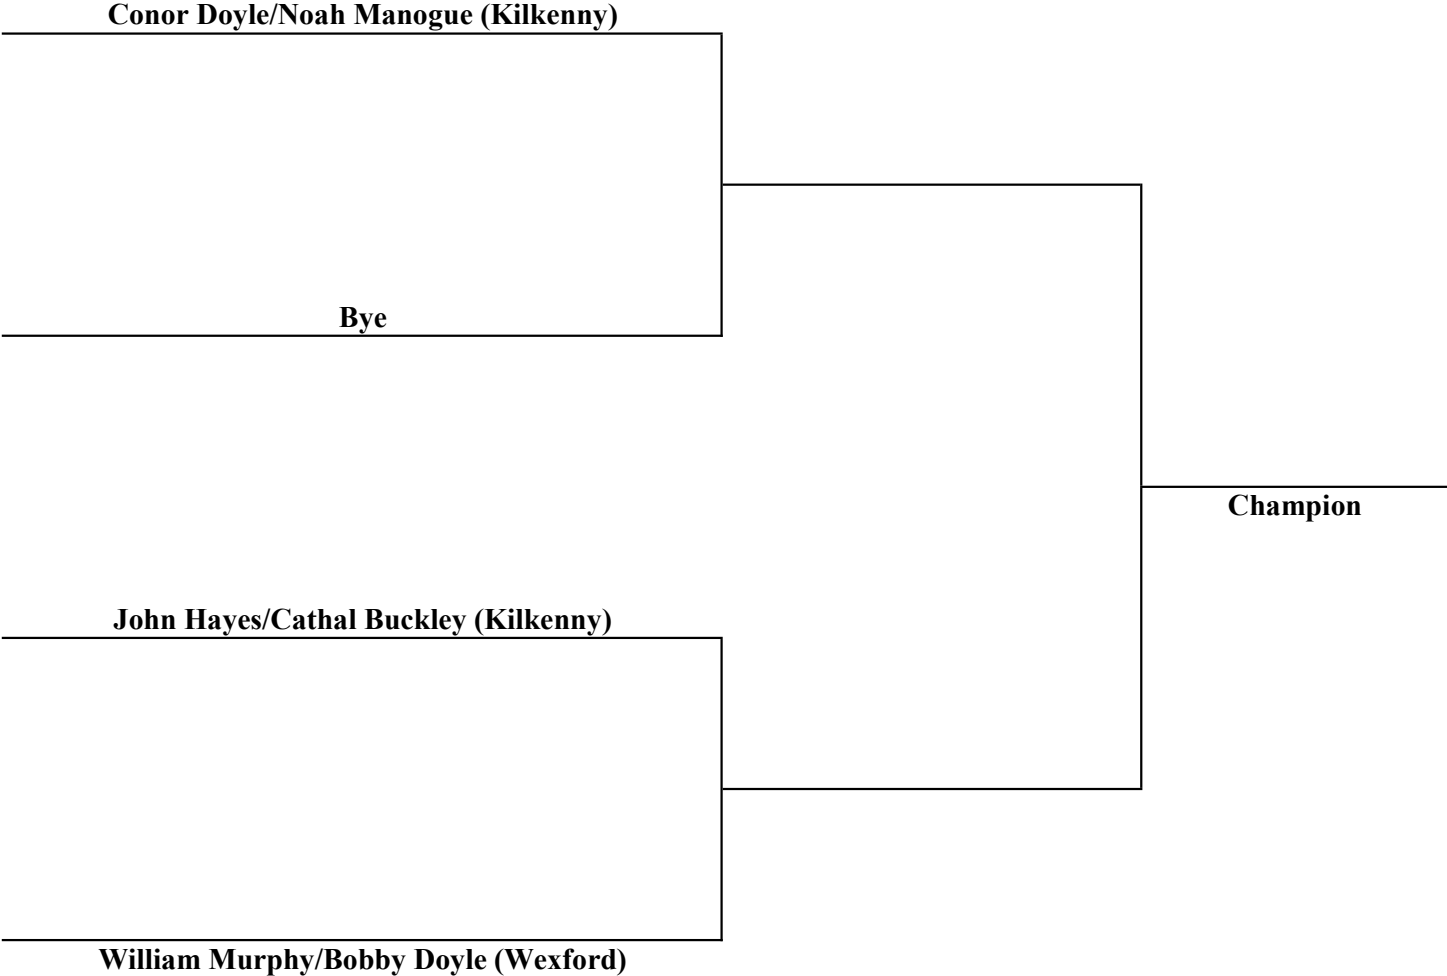 Conor Doyle/Noah Manogue (Kilkenny)
Bye
Champion
John Hayes/Cathal Buckley (Kilkenny)
William Murphy/Bobby Doyle (Wexford)